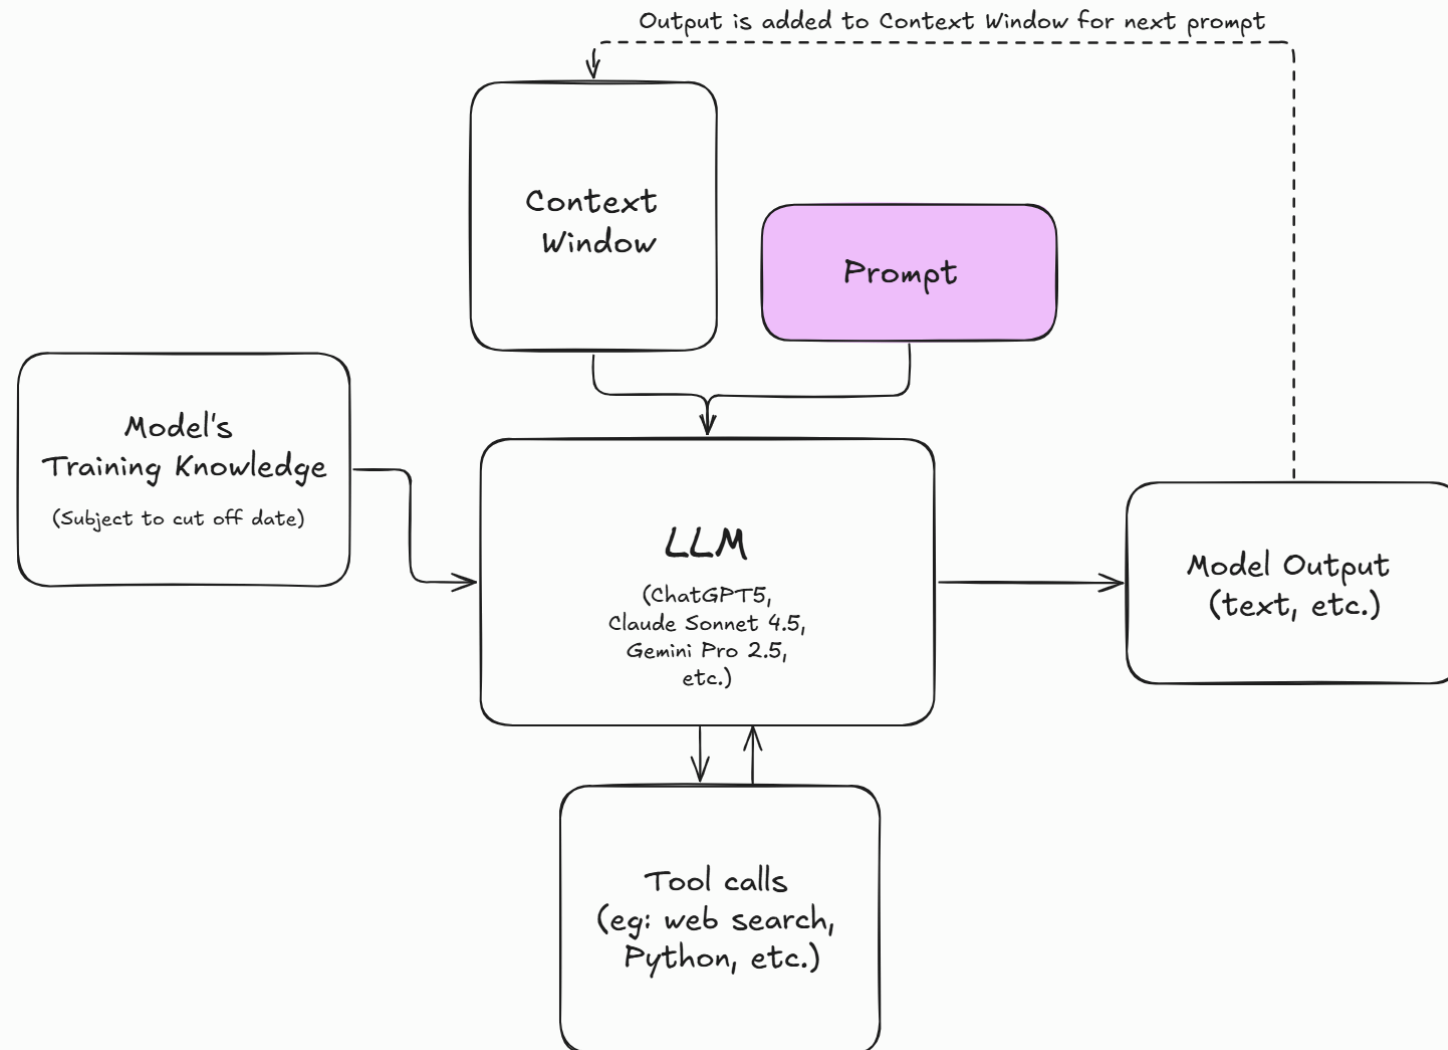 Output is added to Context Window for next prompt
Context
Window
Prompt
Model's
Training Knowledge
(Subject to cut off date)
LLM
(ChatGPT5,
Claude Sonnet 4.5,
Gemini Pro 2.5,
etc.)
Model Output
(text, etc.)
Tool calls
(eg: web search,
Python, etc.)